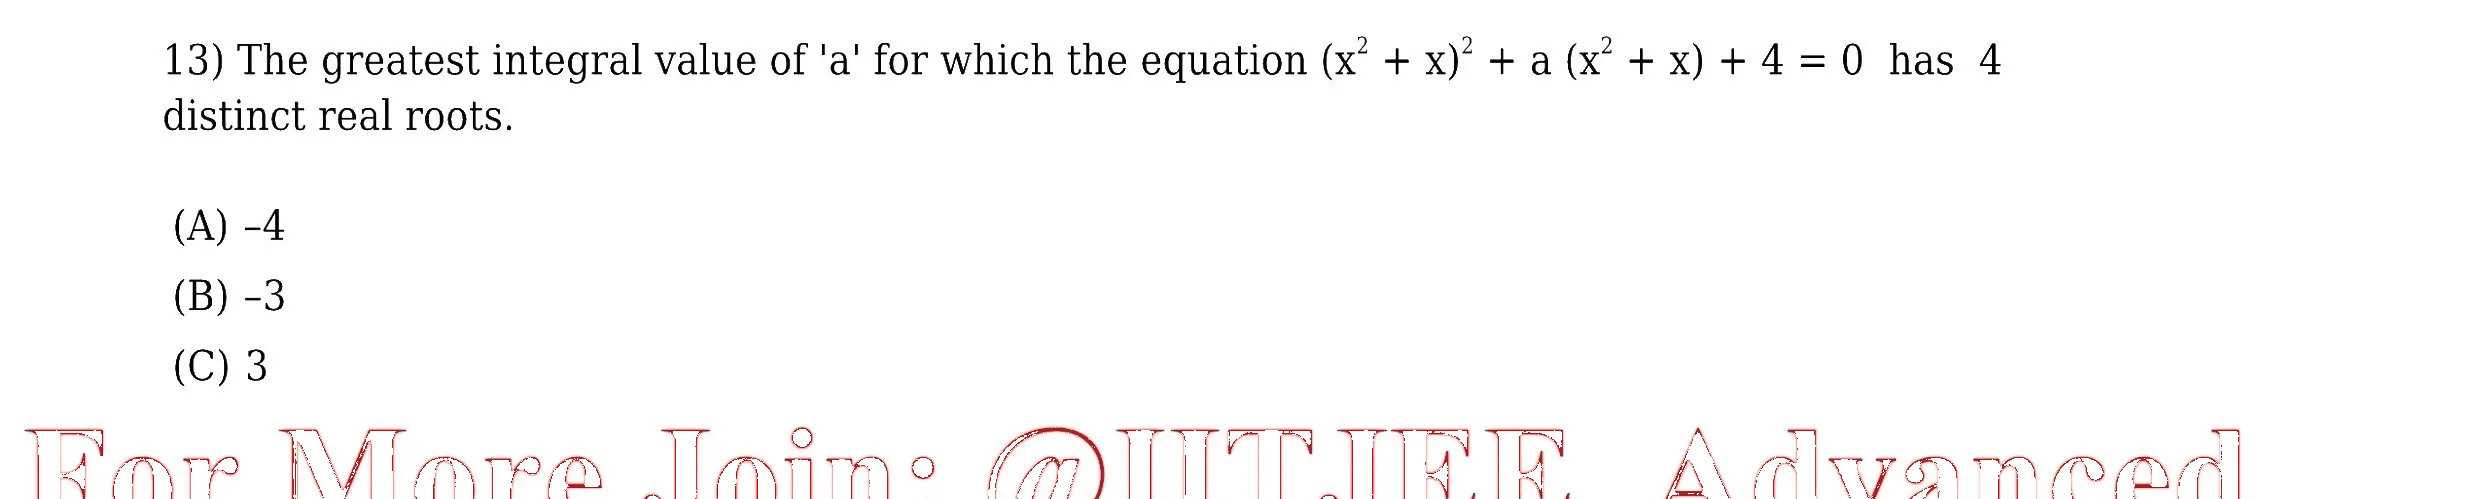 13) The greatest integral value of 'a' for which the equation (x² + x)² + a (x² + x) + 4 = 0 has 4
distinct real roots.
(A) –4
(B) –3
(C) 3
For More Join: @IITJEE_Advanced